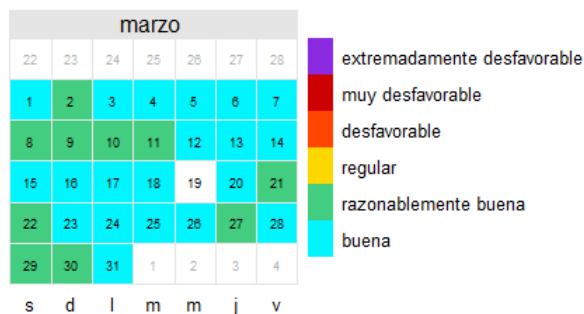 marzo
22 23 24 25 26 27 28
1 2 3 4 5 6 7
8 9 10 11 12 13 14
15 16 17 18 19 20 21
22 23 24 25 26 27 28
29 30 31 1 2 3 4
s d l m m j v
extremadamente desfavorable
muy desfavorable
desfavorable
regular
razonablemente buena
buena